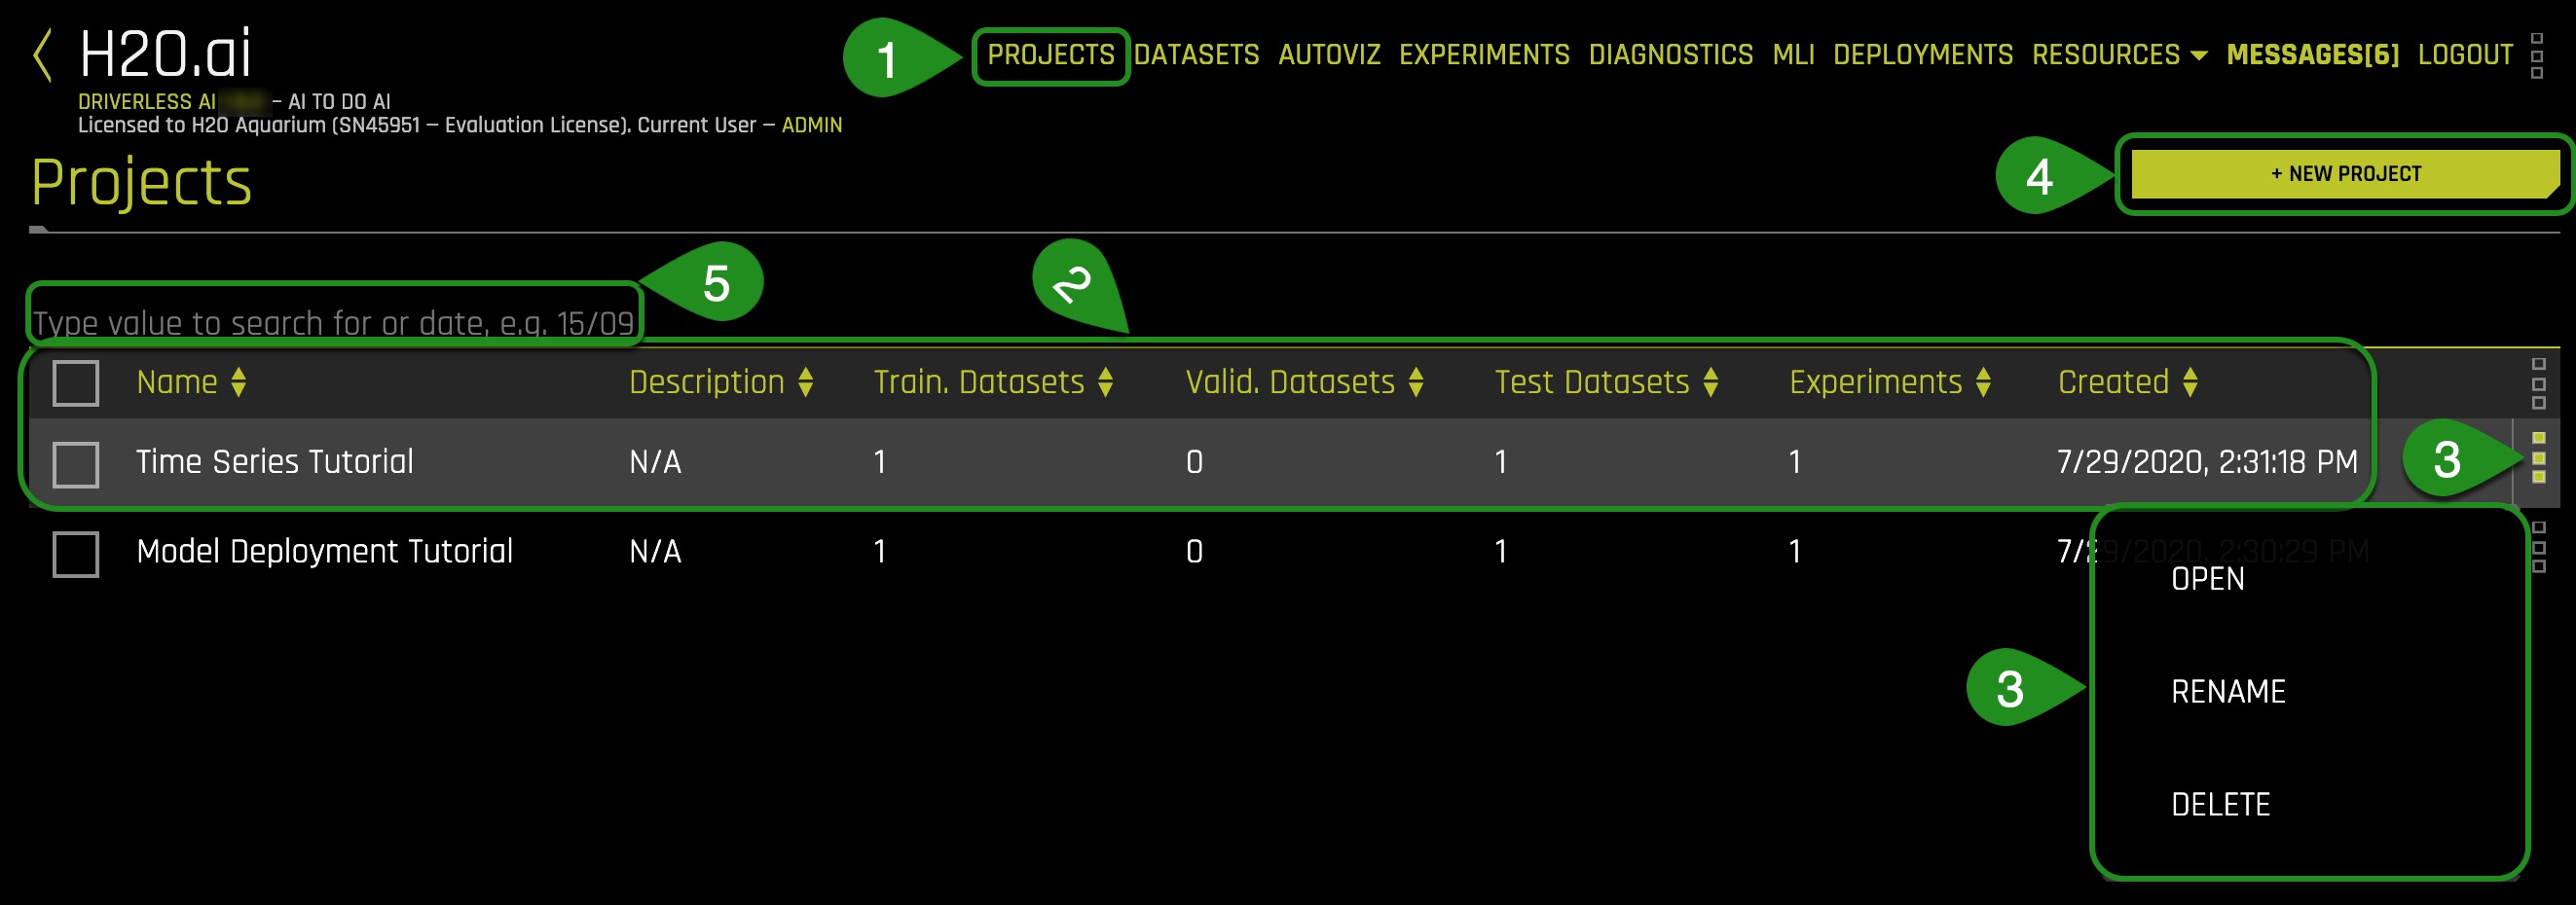 H2O.ai
1 PROJECTS DATASETS AUTOVIZ EXPERIMENTS DIAGNOSTICS MLI DEPLOYMENTS RESOURCES MESSAGES[6] LOGOUT
DRIVERLESS AI – AI TO DO AI
Licensed to H2O Aquarium (SN45951 – Evaluation License). Current User – ADMIN
Projects
4 + NEW PROJECT
5 2
Type value to search for or date, e.g. 15/09
Name Description Train. Datasets Valid. Datasets Test Datasets Experiments Created
Time Series Tutorial N/A 1 0 1 1 7/29/2020, 2:31:18 PM 3
Model Deployment Tutorial N/A 1 0 1 1 7/29/2020, 2:30:29 PM
OPEN
3 RENAME
DELETE